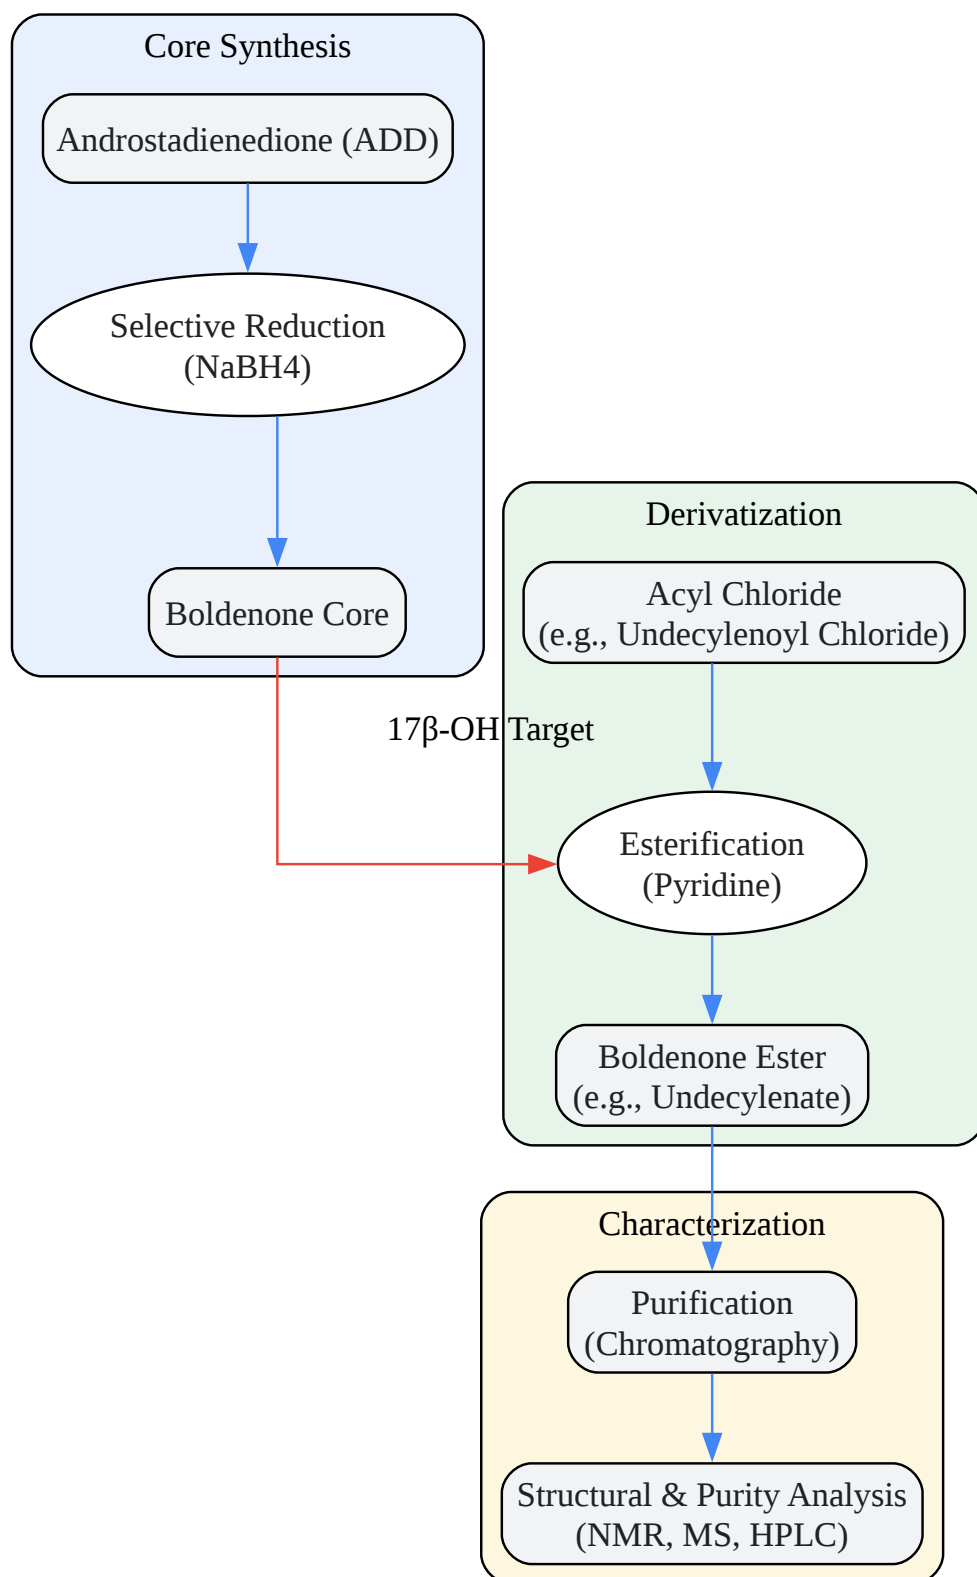 Core Synthesis
Androstadienedione (ADD)
Selective Reduction
(NaBH4)
Boldenone Core
17β-OH Target
Derivatization
Acyl Chloride
(e.g., Undecylenoyl Chloride)
Esterification
(Pyridine)
Boldenone Ester
(e.g., Undecylenate)
Characterization
Purification
(Chromatography)
Structural & Purity Analysis
(NMR, MS, HPLC)